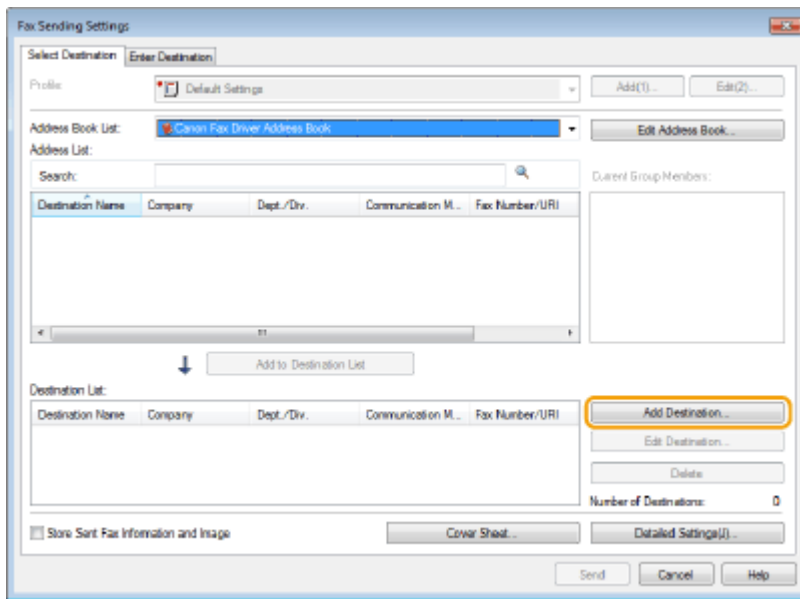 Fax Sending Settings
Select Destination Enter Destination
Profile: Default Settings Add(1)... Edit(2)...
Address Book List: Canon Fax Driver Address Book Edit Address Book...
Address List:
Search: Current Group Members:
Destination Name Company Dept./Div. Communication M... Fax Number/URI
Add to Destination List
Destination List:
Destination Name Company Dept./Div. Communication M... Fax Number/URI
Add Destination...
Edit Destination...
Delete
Number of Destinations: 0
Store Sent Fax Information and Image Cover Sheet... Detailed Settings(J)...
Send Cancel Help